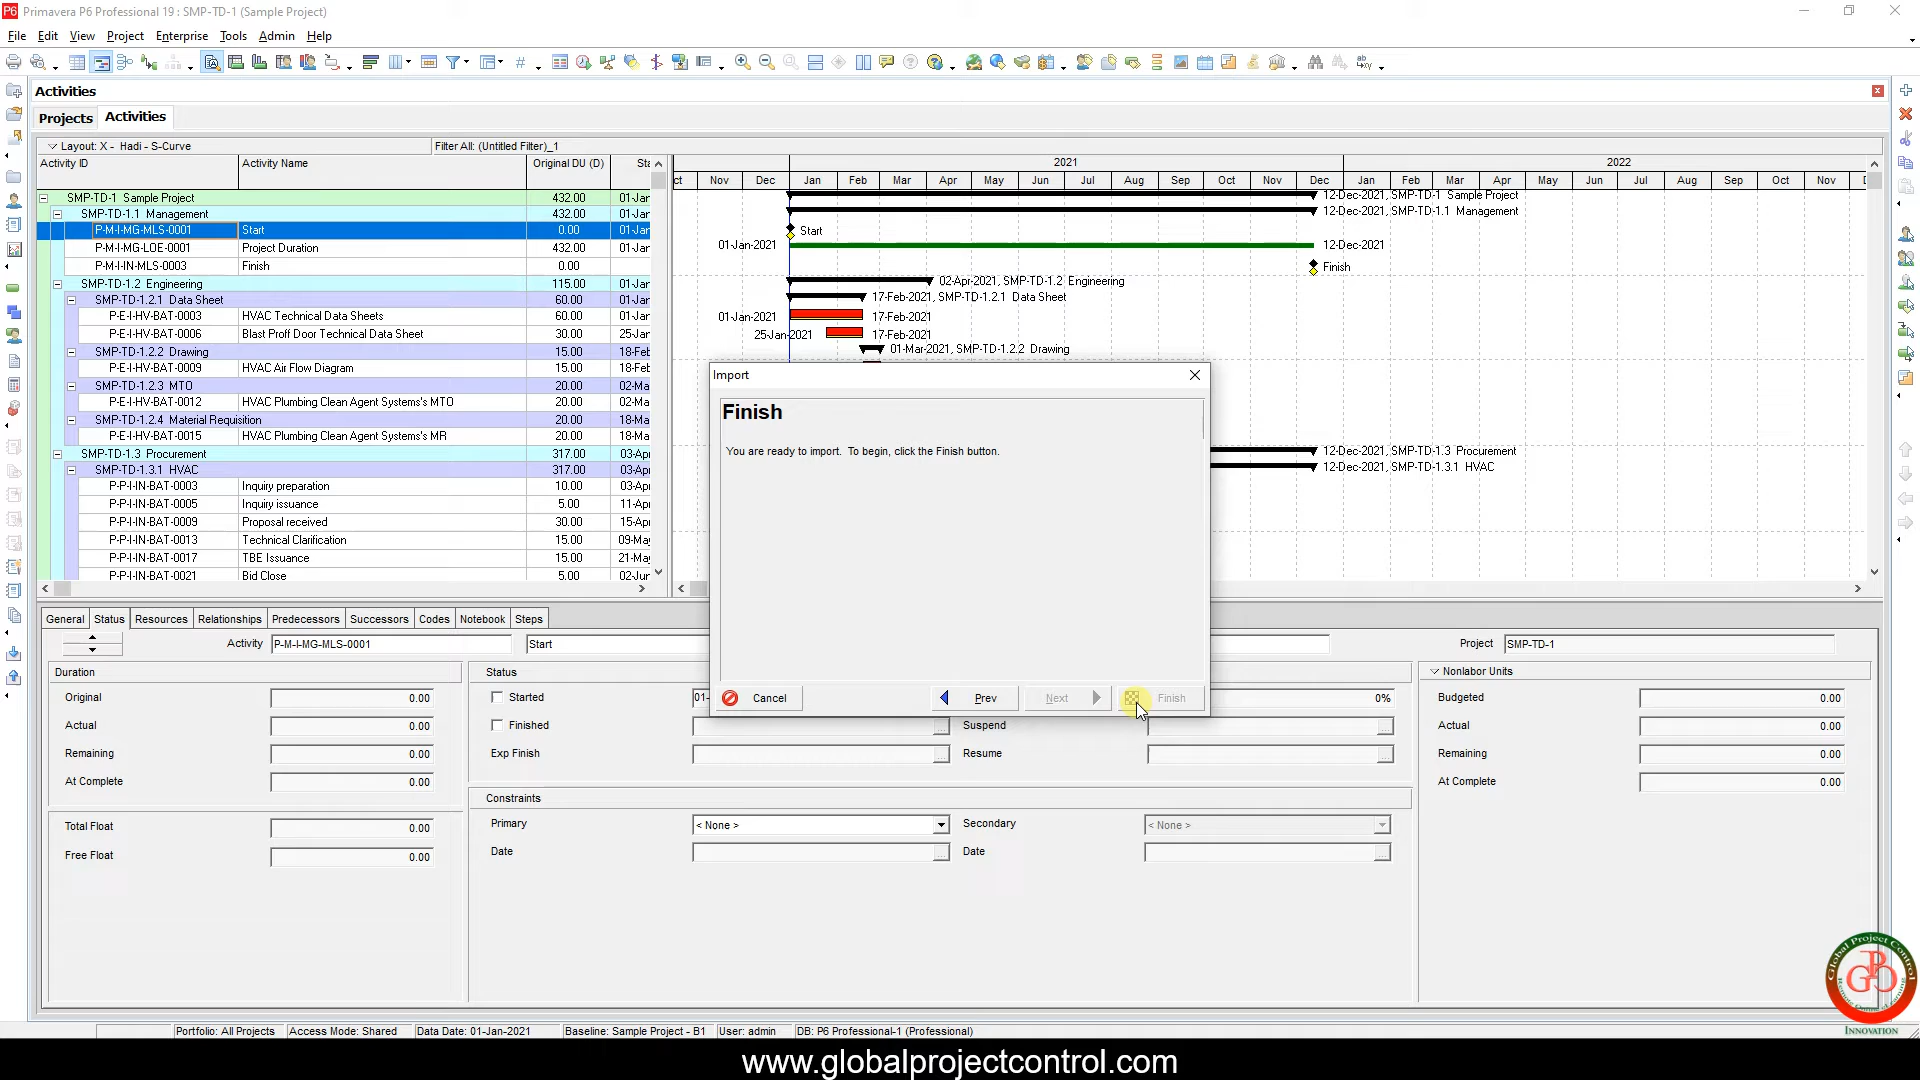 P6 Primavera P6 Professional 19 : SMP-TD-1 (Sample Project)
File Edit View Project Enterprise Tools Admin Help
Activities
Projects Activities
Layout: X - Hadi - S-Curve Filter All: (Untitled Filter)_1
Activity ID Activity Name Original DU (D) Sta
2021 2022
ct Nov Dec Jan Feb Mar Apr May Jun Jul Aug Sep Oct Nov Dec Jan Feb Mar Apr May Jun Jul Aug Sep Oct Nov
SMP-TD-1 Sample Project 432.00 01-Jar 12-Dec-2021, SMP-TD-1 Sample Project
SMP-TD-1.1 Management 432.00 01-Jar 12-Dec-2021, SMP-TD-1.1 Management
P-M-I-MG-MLS-0001 Start 0.00 01-Jar Start
P-M-I-MG-LOE-0001 Project Duration 432.00 01-Jar 01-Jan-2021 12-Dec-2021
P-M-I-IN-MLS-0003 Finish 0.00 Finish
SMP-TD-1.2 Engineering 115.00 01-Jar 02-Apr-2021, SMP-TD-1.2 Engineering
SMP-TD-1.2.1 Data Sheet 60.00 01-Jar 17-Feb-2021, SMP-TD-1.2.1 Data Sheet
P-E-I-HV-BAT-0003 HVAC Technical Data Sheets 60.00 01-Jar 01-Jan-2021 17-Feb-2021
P-E-I-HV-BAT-0006 Blast Proff Door Technical Data Sheet 30.00 25-Jar 25-Jan-2021 17-Feb-2021
SMP-TD-1.2.2 Drawing 15.00 18-Feb 01-Mar-2021, SMP-TD-1.2.2 Drawing
P-E-I-HV-BAT-0009 HVAC Air Flow Diagram 15.00 18-Feb
SMP-TD-1.2.3 MTO 20.00 02-Ma
P-E-I-HV-BAT-0012 HVAC Plumbing Clean Agent Systems's MTO 20.00 02-Ma
SMP-TD-1.2.4 Material Requisition 20.00 18-Ma
P-E-I-HV-BAT-0015 HVAC Plumbing Clean Agent Systems's MR 20.00 18-Ma
SMP-TD-1.3 Procurement 317.00 03-Apr 12-Dec-2021, SMP-TD-1.3 Procurement
SMP-TD-1.3.1 HVAC 317.00 03-Apr 12-Dec-2021, SMP-TD-1.3.1 HVAC
P-P-I-IN-BAT-0003 Inquiry preparation 10.00 03-Apr
P-P-I-IN-BAT-0005 Inquiry issuance 5.00 11-Apr
P-P-I-IN-BAT-0009 Proposal received 30.00 15-Apr
P-P-I-IN-BAT-0013 Technical Clarification 15.00 09-May
P-P-I-IN-BAT-0017 TBE Issuance 15.00 21-May
P-P-I-IN-BAT-0021 Bid Close 5.00 02-Jur
Import
Finish
You are ready to import. To begin, click the Finish button.
Cancel Prev Next Finish
General Status Resources Relationships Predecessors Successors Codes Notebook Steps
Activity P-M-I-MG-MLS-0001 Start Project SMP-TD-1
Duration Status Nonlabor Units
Original 0.00 Started 01- 0% Budgeted 0.00
Actual 0.00 Finished Suspend Actual 0.00
Remaining 0.00 Exp Finish Resume Remaining 0.00
At Complete 0.00 At Complete 0.00
Constraints
Total Float 0.00 Primary < None > Secondary < None >
Free Float 0.00 Date Date
Global Project Control
GPC
INNOVATION
Portfolio: All Projects Access Mode: Shared Data Date: 01-Jan-2021 Baseline: Sample Project - B1 User: admin DB: P6 Professional-1 (Professional)
www.globalprojectcontrol.com